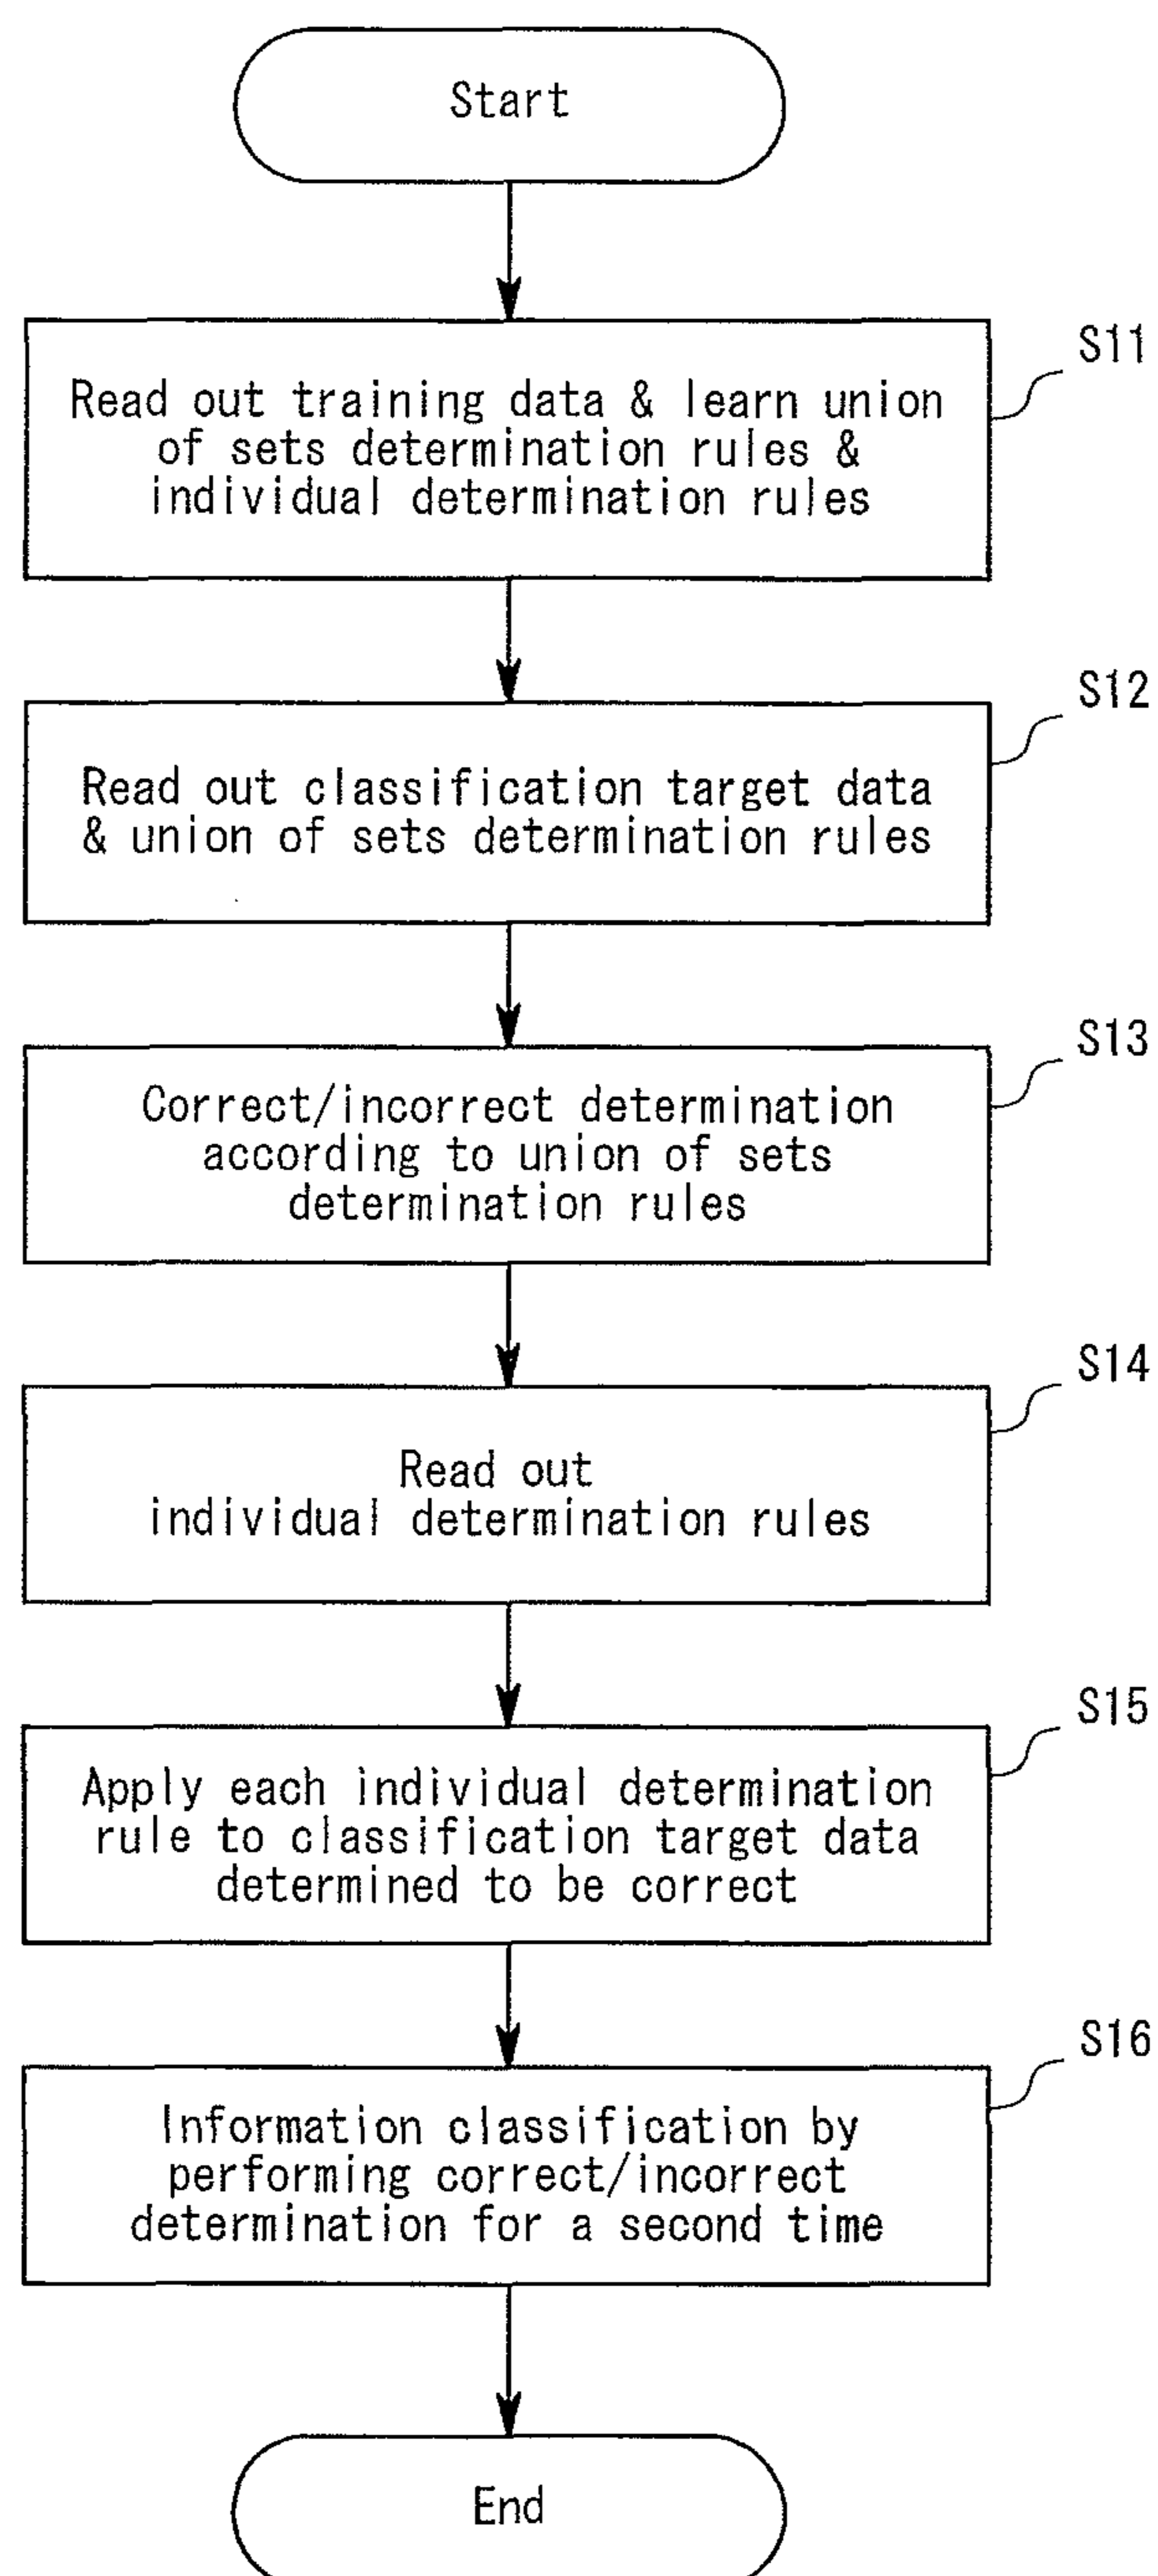 Start
S11
Read out training data & learn union
of sets determination rules &
individual determination rules
S12
Read out classification target data
& union of sets determination rules
S13
Correct/incorrect determination
according to union of sets
determination rules
S14
Read out
individual determination rules
S15
Apply each individual determination
rule to classification target data
determined to be correct
S16
Information classification by
performing correct/incorrect
determination for a second time
End